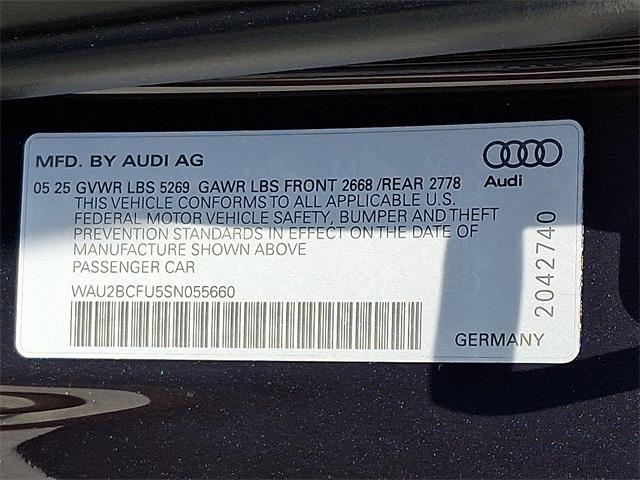 MFD. BY AUDI AG
Audi
05 25 GVWR LBS 5269 GAWR LBS FRONT 2668 /REAR 2778
THIS VEHICLE CONFORMS TO ALL APPLICABLE U.S.
FEDERAL MOTOR VEHICLE SAFETY, BUMPER AND THEFT
PREVENTION STANDARDS IN EFFECT ON THE DATE OF
MANUFACTURE SHOWN ABOVE
PASSENGER CAR
WAU2BCFU5SN055660
GERMANY
2042740